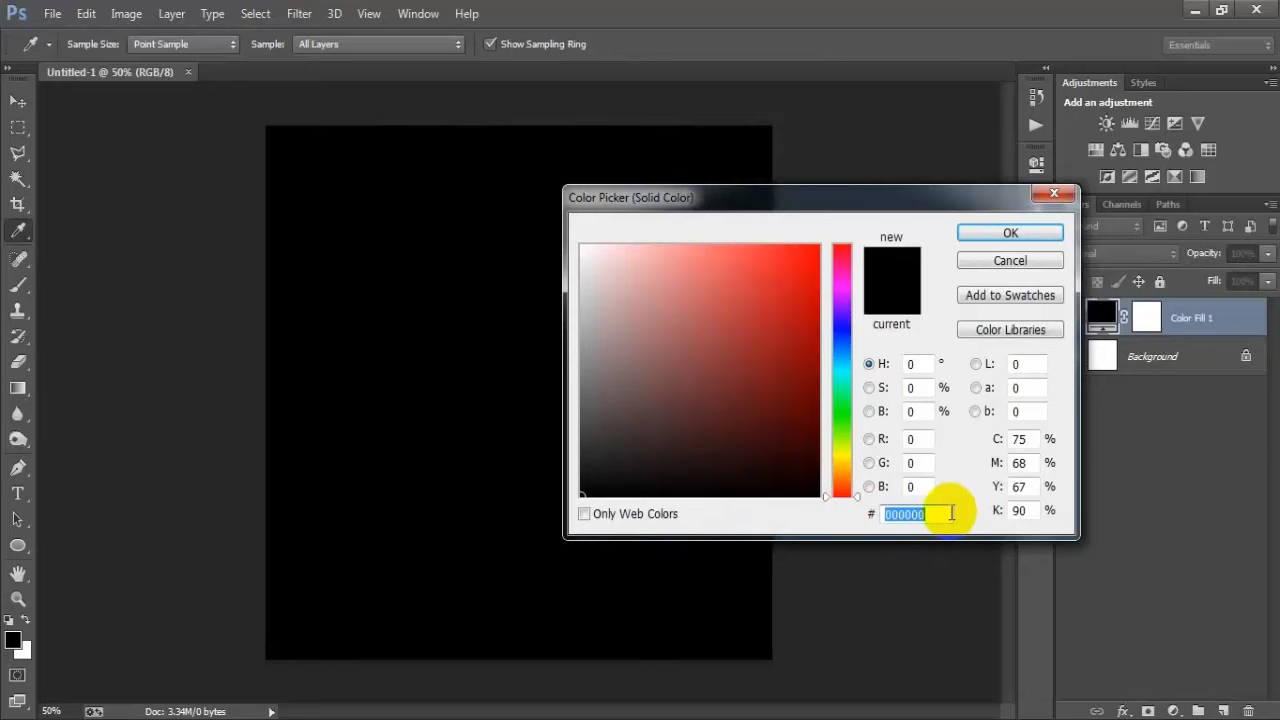 Ps File Edit Image Layer Type Select Filter 3D View Window Help
Sample Size: Point Sample Sample: All Layers Show Sampling Ring Essentials
Untitled-1 @ 50% (RGB/8) ×
Adjustments Styles
Add an adjustment
Color Picker (Solid Color)
Channels Paths
new
OK
Cancel
Opacity: 100%
Fill: 100%
Add to Swatches
current
Color Libraries
Color Fill 1
Background
H: 0 ° L: 0
S: 0 % a: 0
B: 0 % b: 0
R: 0 C: 75 %
G: 0 M: 68 %
B: 0 Y: 67 %
Only Web Colors # 000000 K: 90 %
T
50% Doc: 3.34M/0 bytes
fx